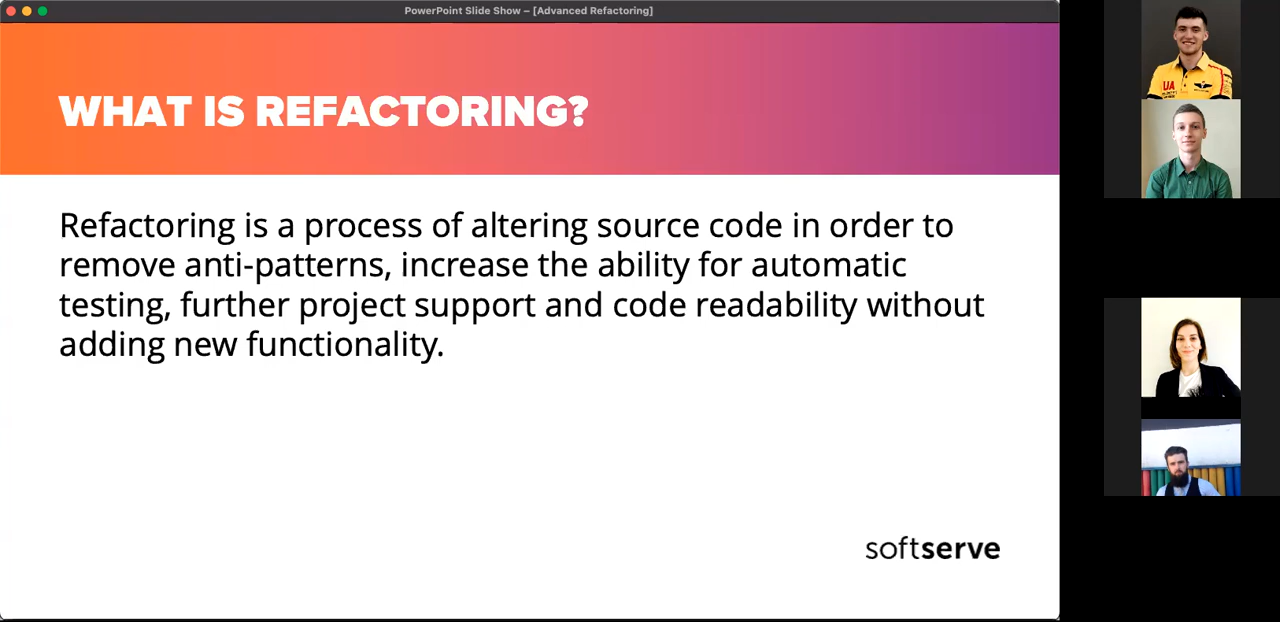 PowerPoint Slide Show – [Advanced Refactoring]
WHAT IS REFACTORING?
Refactoring is a process of altering source code in order to
remove anti-patterns, increase the ability for automatic
testing, further project support and code readability without
adding new functionality.
softserve
UA